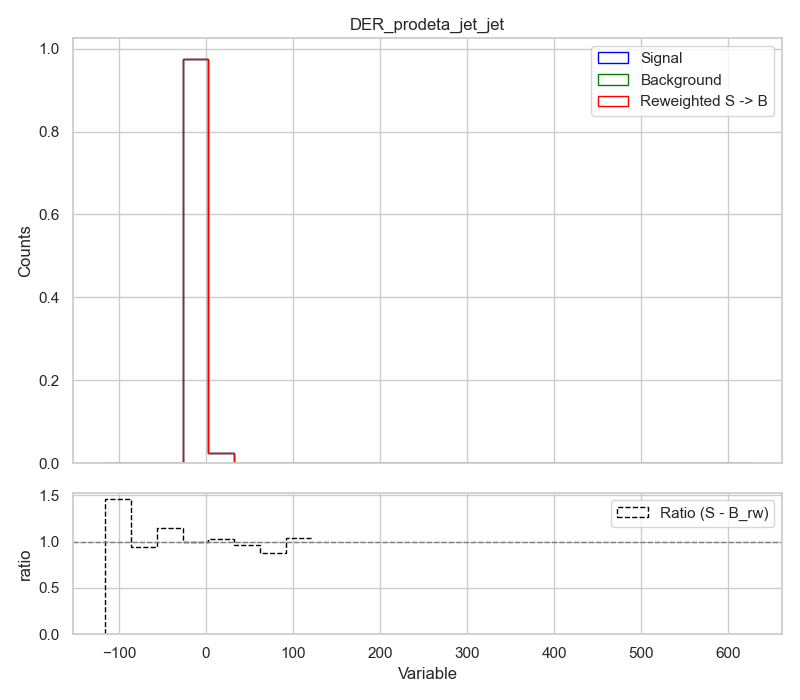 DER_prodeta_jet_jet
Signal
Background
Reweighted S -> B
1.0
0.8
0.6
0.4
0.2
0.0
Counts
Ratio (S - B_rw)
1.5
1.0
0.5
0.0
ratio
−100
0
100
200
300
400
500
600
Variable